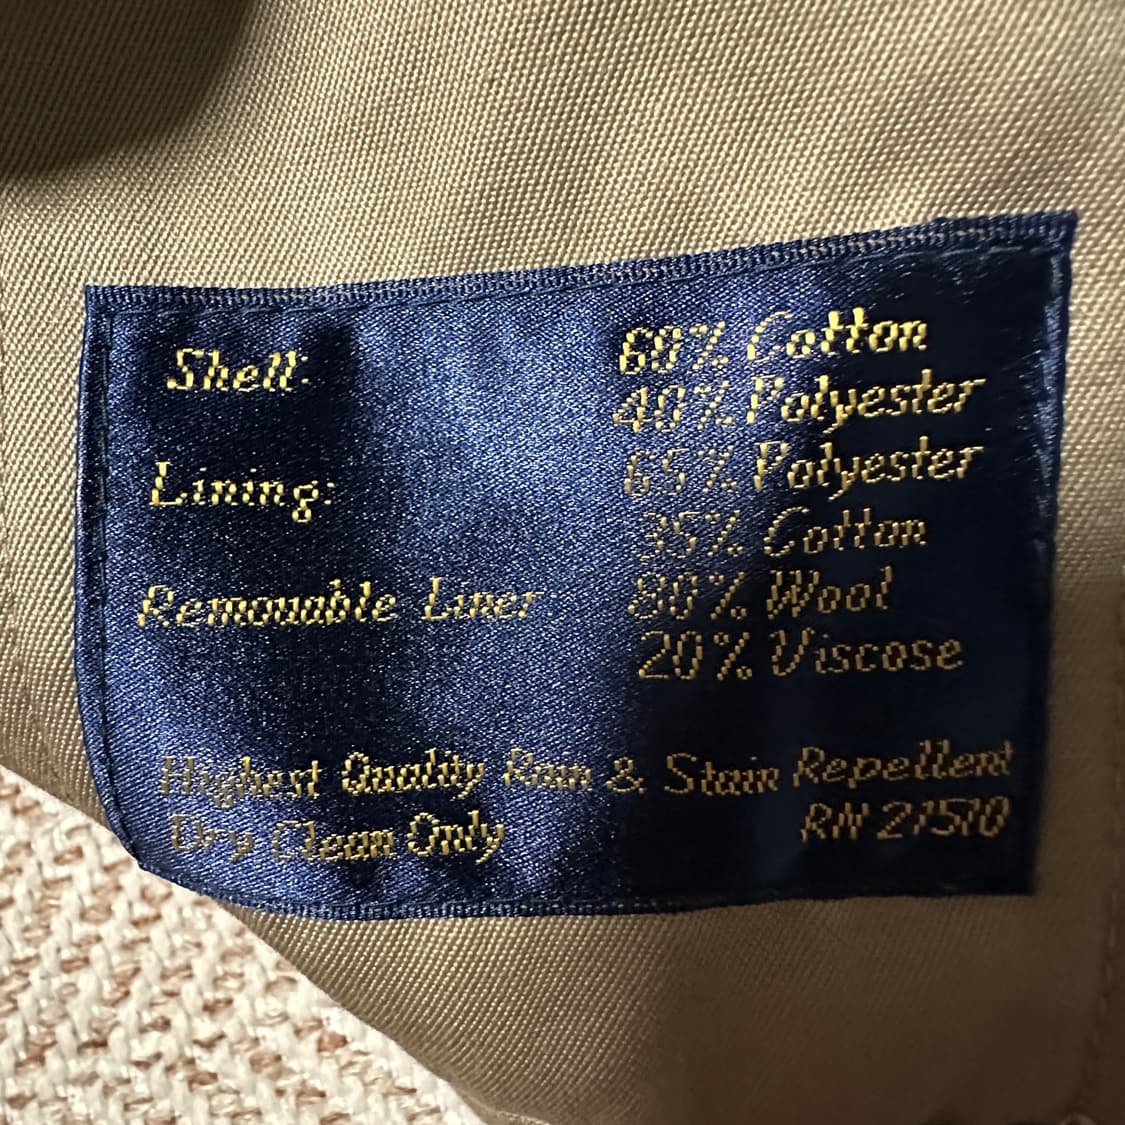 Shell: 60% Cotton
40% Polyester
Lining: 65% Polyester
35% Cotton
Removable Liner: 80% Wool
20% Viscose
Highest Quality Rain & Stain Repellent
Dry Clean Only RN 21510